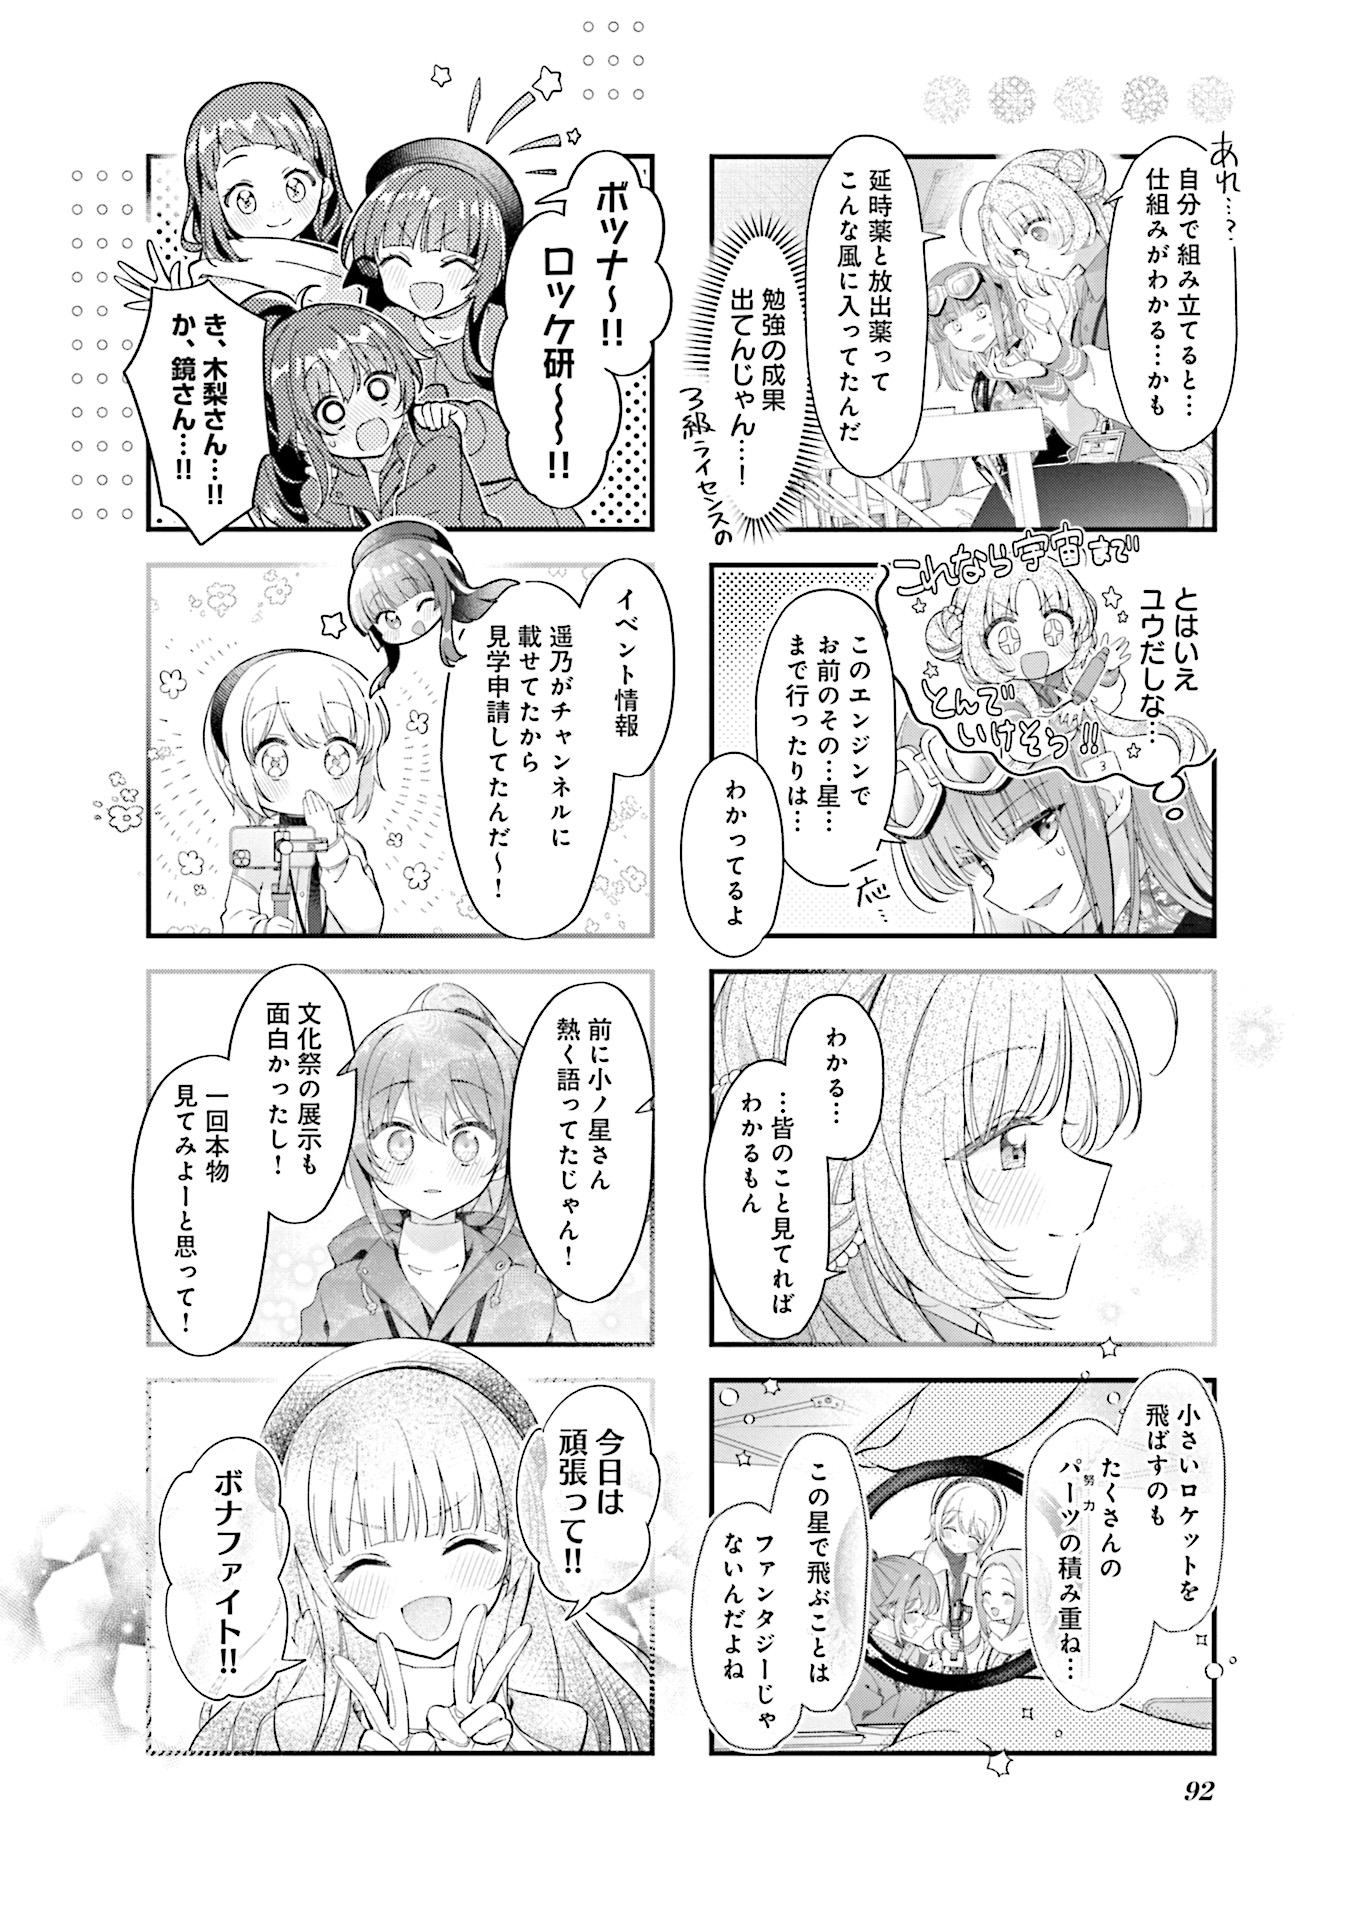 あれ…?
自分で組み立てると…
仕組みがわかる…かも
延時薬と放出薬って
こんな風に入ってたんだ
勉強の成果
出てんじゃん…!
3級ライセンスの
とはいえ
ユウだしな…
これなら宇宙まで
とんで
いけそう!!
3
このエンジンで
お前のその…星…
まで行ったりは…
一応…
わかってるよ
わかる…
…皆のこと見てれば
わかるもん
小さいロケットを
飛ばすのも
たくさんの
パーツの積み重ね…
努力
この星で飛ぶことは
ファンタジーじゃ
ないんだよね
ボツナ〜!!
ロッケ研〜〜!!
き、木梨さん…!!
か、鏡さん…!!
イベント情報
遥乃がチャンネルに
載せてたから
見学申請してたんだ〜!
前に小ノ星さん
熱く語ってたじゃん!
文化祭の展示も
面白かったし!
一回本物
見てみよーと思って!
今日は
頑張って!!
ボナファイト!!
92